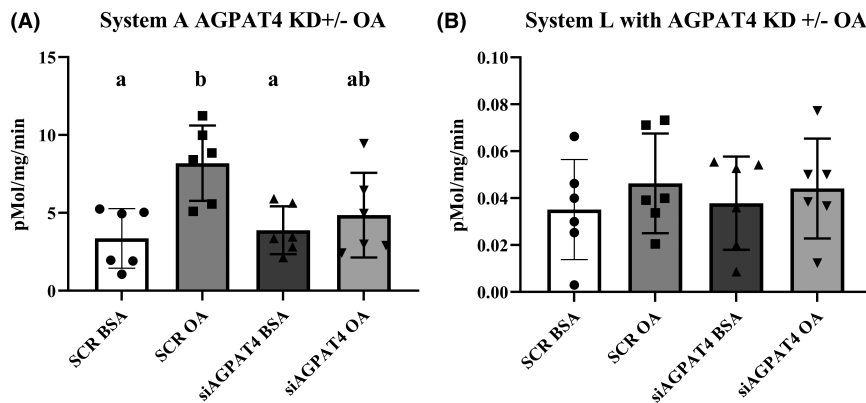 (A) System A AGPAT4 KD+/- OA
pMol/mg/min
15
10
5
0
a b a ab
SCR BSA
SCR OA
siAGPAT4 BSA
siAGPAT4 OA
(B) System L with AGPAT4 KD +/- OA
pMol/mg/min
0.10
0.08
0.06
0.04
0.02
0.00
SCR BSA
SCR OA
siAGPAT4 BSA
siAGPAT4 OA